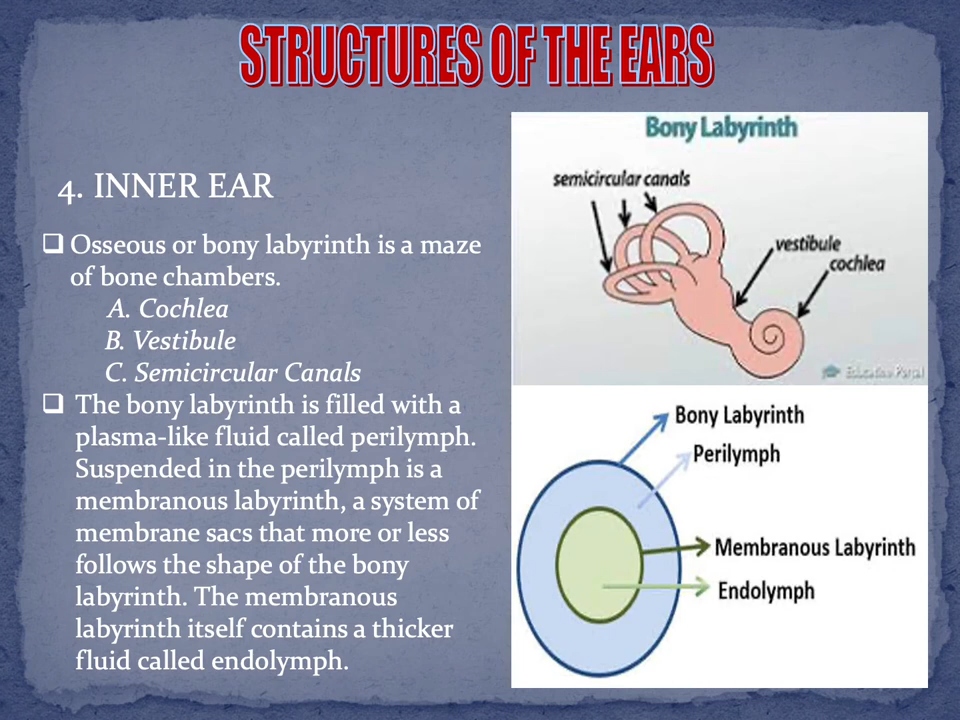 STRUCTURES OF THE EARS
4. INNER EAR
❑ Osseous or bony labyrinth is a maze
of bone chambers.
A. Cochlea
B. Vestibule
C. Semicircular Canals
❑ The bony labyrinth is filled with a
plasma-like fluid called perilymph.
Suspended in the perilymph is a
membranous labyrinth, a system of
membrane sacs that more or less
follows the shape of the bony
labyrinth. The membranous
labyrinth itself contains a thicker
fluid called endolymph.
Bony Labyrinth
semicircular canals
vestibule
cochlea
Education Portal
Bony Labyrinth
Perilymph
Membranous Labyrinth
Endolymph